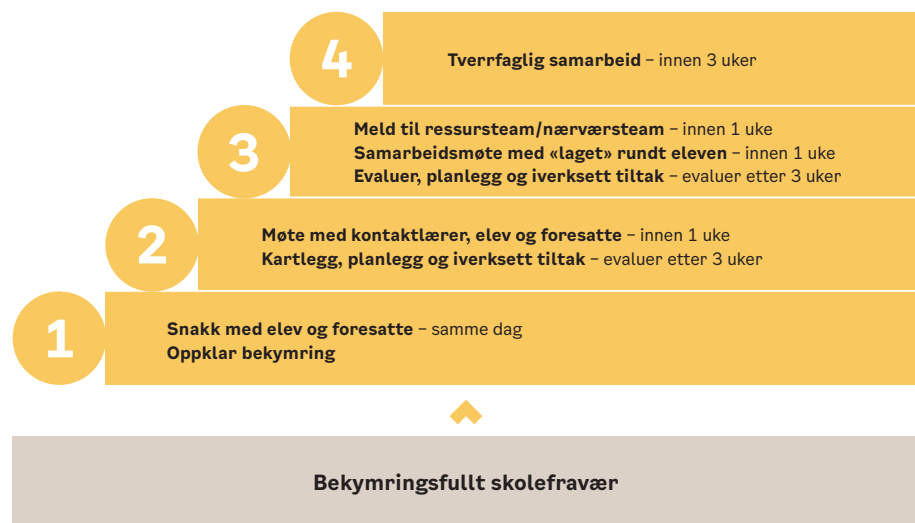 4
Tverrfaglig samarbeid – innen 3 uker
3
Meld til ressursteam/nærværsteam – innen 1 uke
Samarbeidsmøte med «laget» rundt eleven – innen 1 uke
Evaluer, planlegg og iverksett tiltak – evaluer etter 3 uker
2
Møte med kontaktlærer, elev og foresatte – innen 1 uke
Kartlegg, planlegg og iverksett tiltak – evaluer etter 3 uker
1
Snakk med elev og foresatte – samme dag
Oppklar bekymring
Bekymringsfullt skolefravær